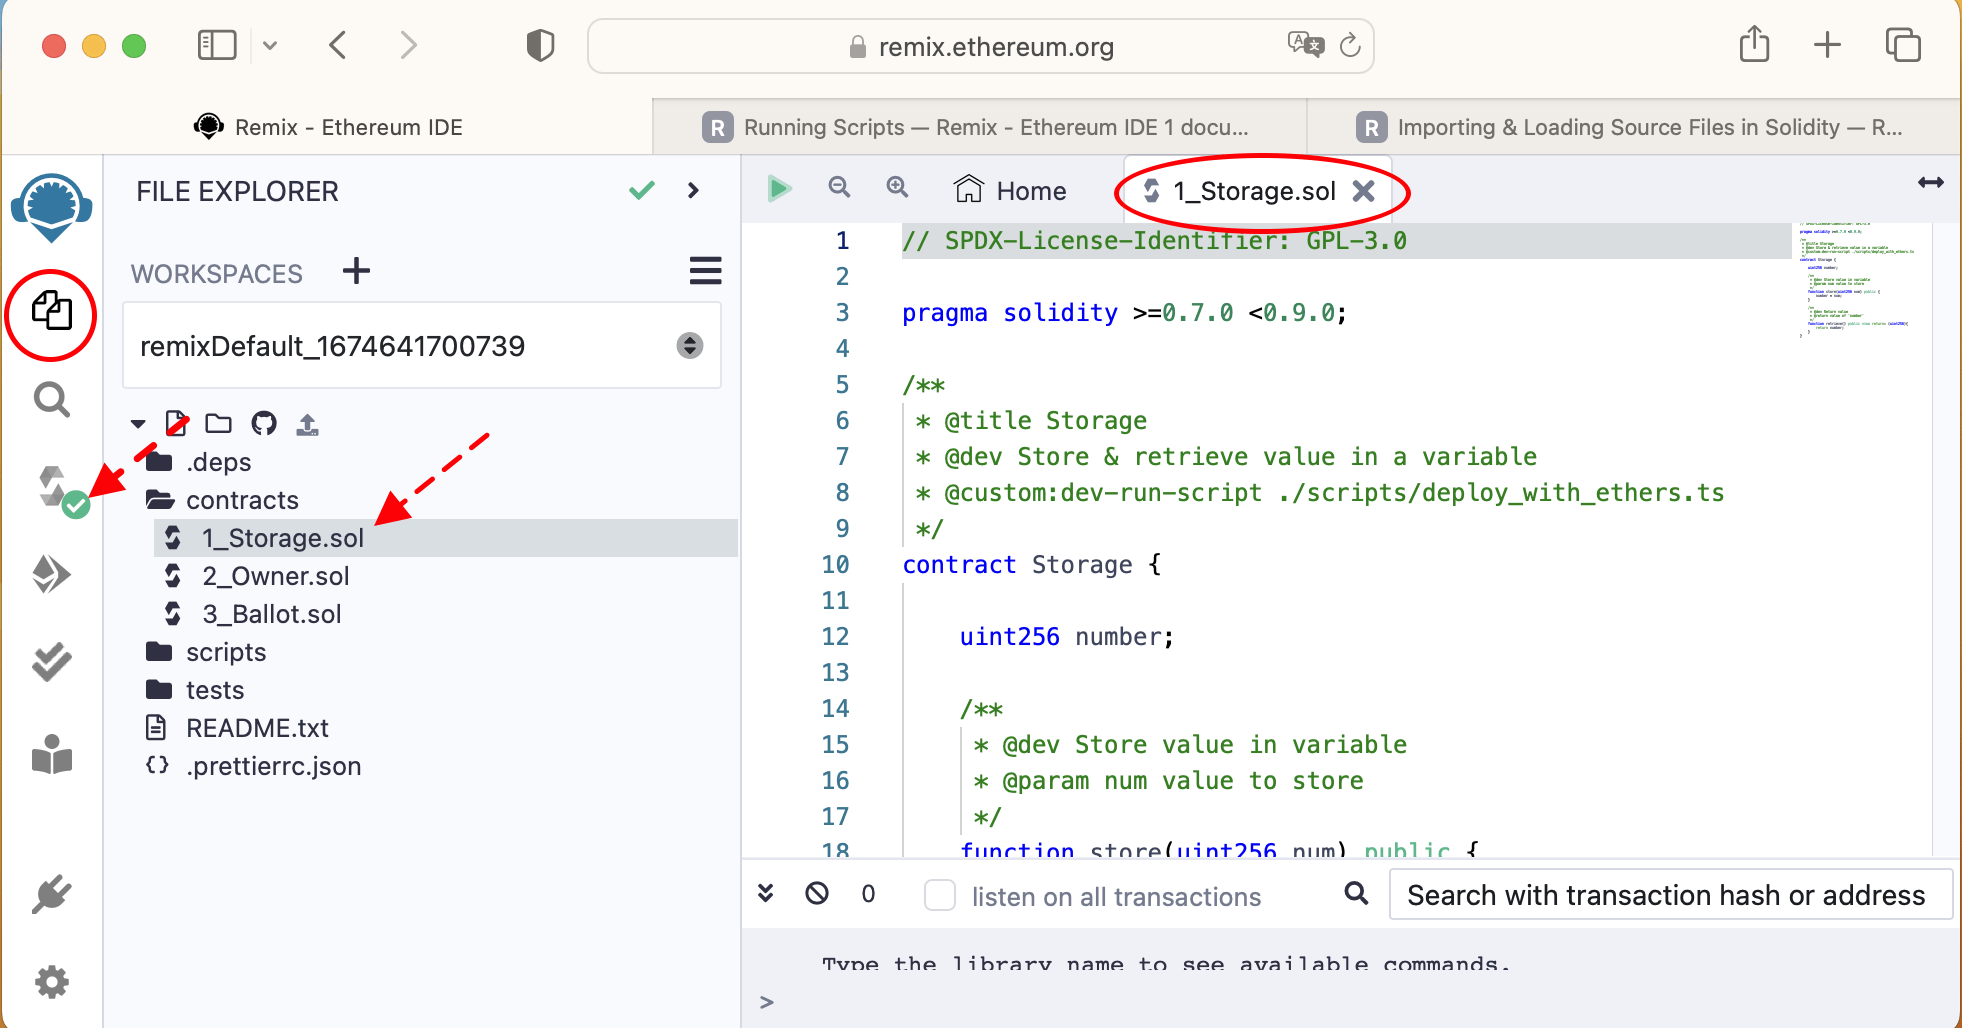 remix.ethereum.org
Remix - Ethereum IDE
R Running Scripts — Remix - Ethereum IDE 1 docu...
R Importing & Loading Source Files in Solidity — R...
FILE EXPLORER
WORKSPACES
remixDefault_1674641700739
.deps
contracts
1_Storage.sol
2_Owner.sol
3_Ballot.sol
scripts
tests
README.txt
.prettierrc.json
Home
1_Storage.sol
1 // SPDX-License-Identifier: GPL-3.0
2
3 pragma solidity >=0.7.0 <0.9.0;
4
5 /**
6 * @title Storage
7 * @dev Store & retrieve value in a variable
8 * @custom:dev-run-script ./scripts/deploy_with_ethers.ts
9 */
10 contract Storage {
11
12 uint256 number;
13
14 /**
15 * @dev Store value in variable
16 * @param num value to store
17 */
18 function store(uint256 num) public {
0
listen on all transactions
Search with transaction hash or address
Type the library name to see available commands.
>